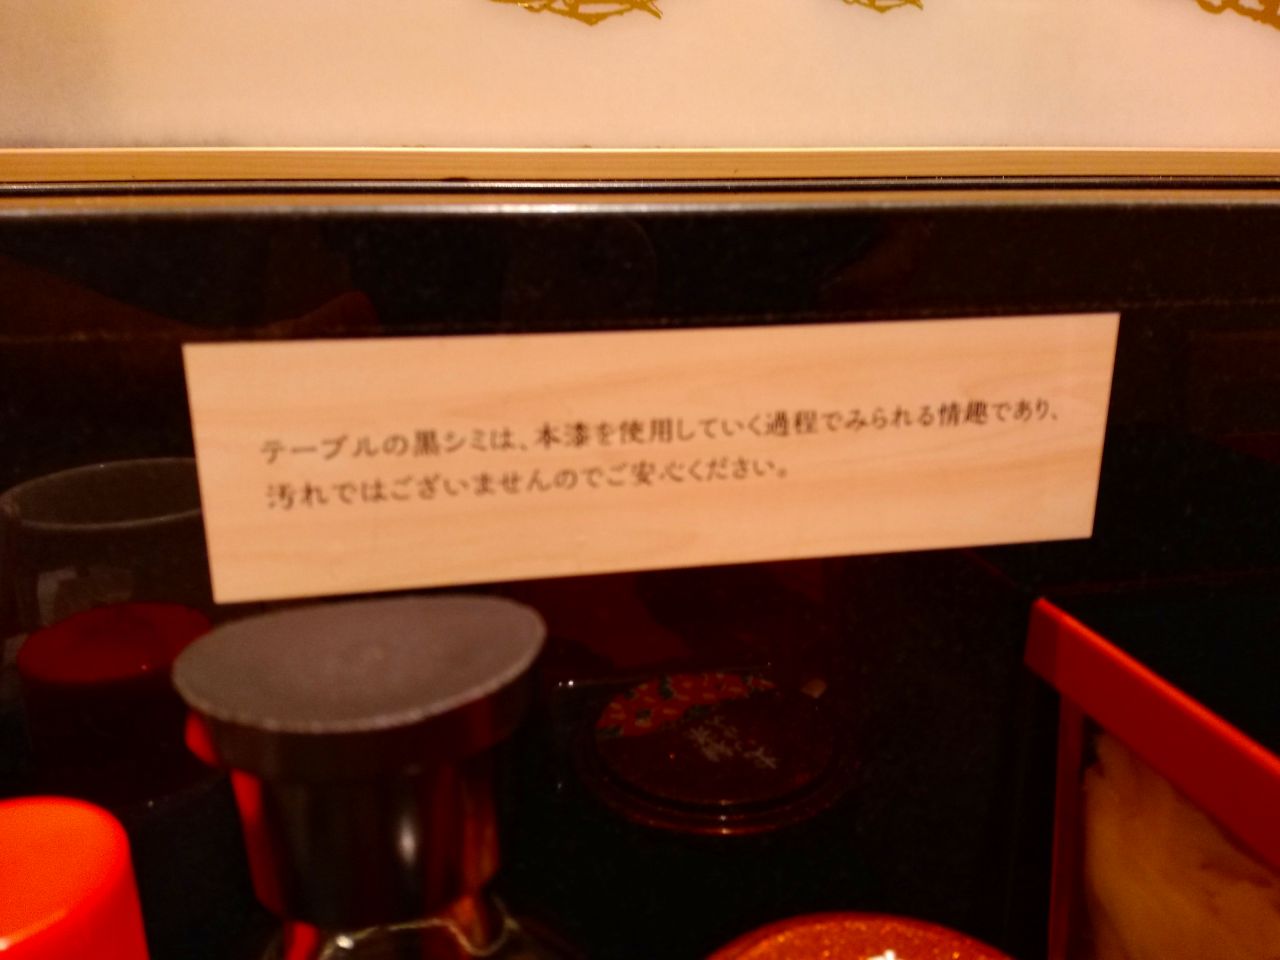 テーブルの黒シミは、本漆を使用していく過程でみられる情趣であり、
汚れではございませんのでご安心ください。